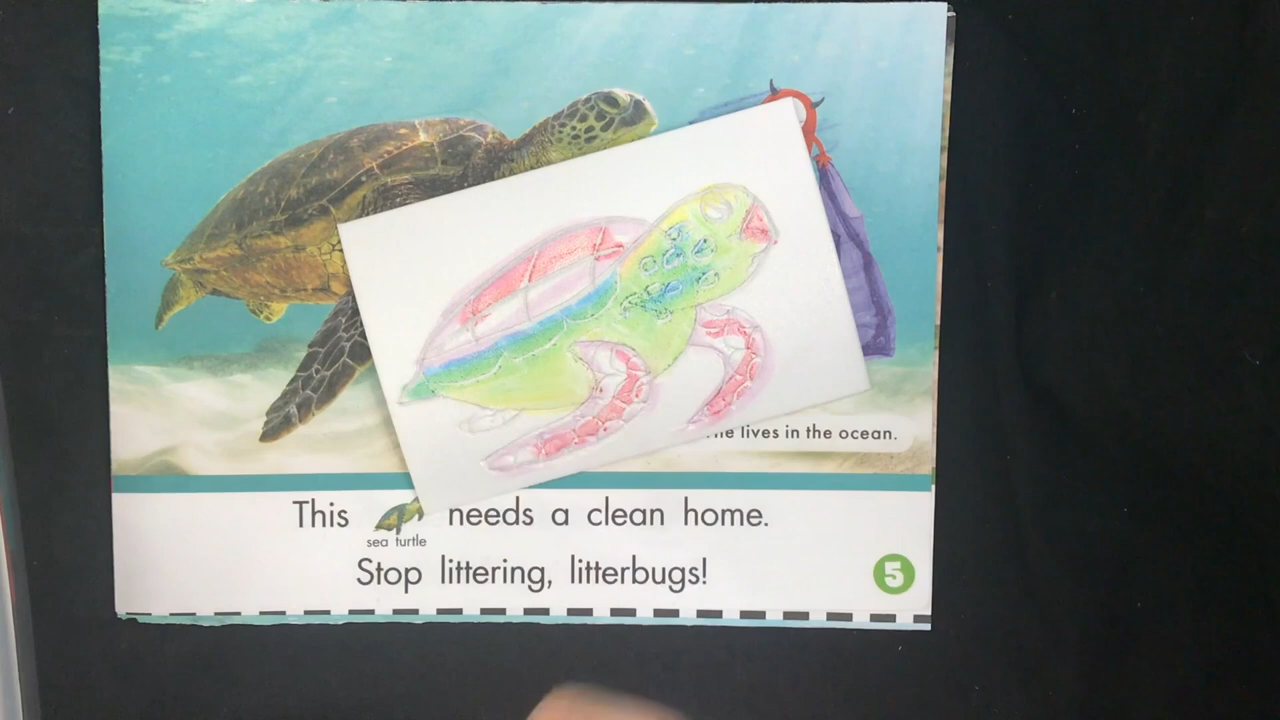 lives in the ocean.
This sea turtle needs a clean home.
Stop littering, litterbugs!
5